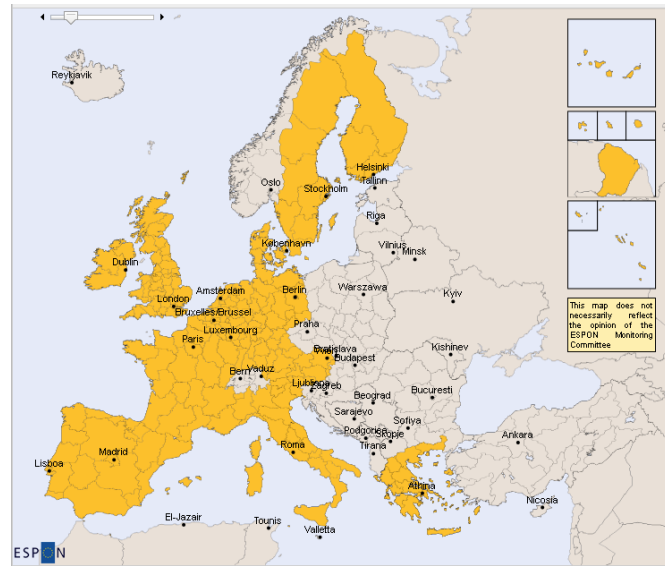 Reykjavik
Helsinki
Tallinn
Oslo
Stockholm
Riga
København
Vilnius
Minsk
Dublin
Amsterdam
Berlin
Warszawa
Kyiv
London
Bruxelles/Brussel
Luxembourg
Praha
Paris
Bratislava
Wien
Kishinev
Budapest
Bern
Vaduz
Ljubljana
Zagreb
Beograd
Bucuresti
Sarajevo
Sofiya
Podgorica
Skopje
Tirana
Ankara
Roma
Madrid
Lisboa
Athina
Nicosia
El-Jazair
Tounis
Valletta
This map does not
necessarily reflect
the opinion of the
ESPON Monitoring
Committee
ESPON